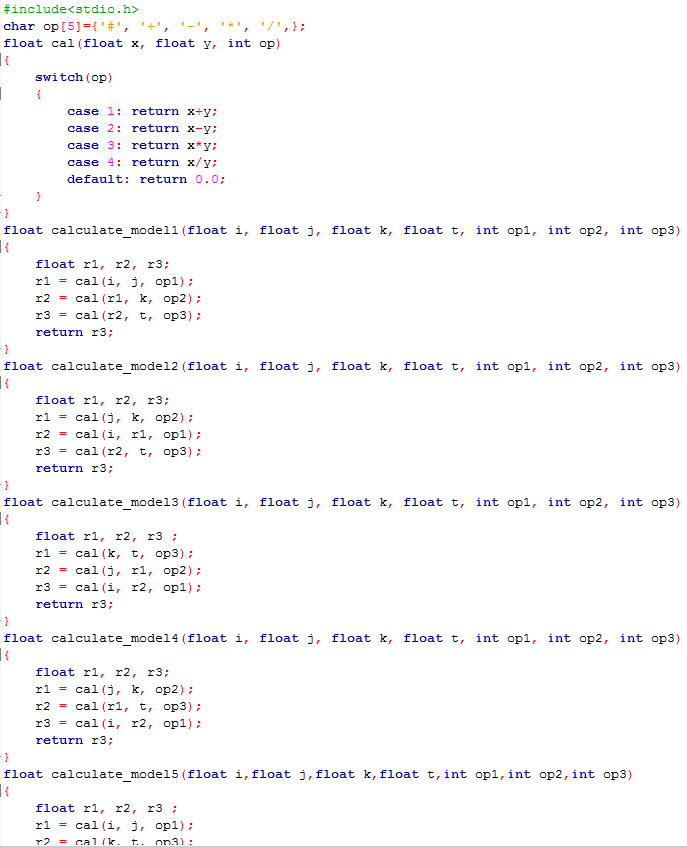 #include<stdio.h>
char op[5]={'#', '+', '-', '*', '/',};
float cal(float x, float y, int op)
{
    switch(op)
    {
        case 1: return x+y;
        case 2: return x-y;
        case 3: return x*y;
        case 4: return x/y;
        default: return 0.0;
    }
}
float calculate_model1(float i, float j, float k, float t, int op1, int op2, int op3)
{
    float r1, r2, r3;
    r1 = cal(i, j, op1);
    r2 = cal(r1, k, op2);
    r3 = cal(r2, t, op3);
    return r3;
}
float calculate_model2(float i, float j, float k, float t, int op1, int op2, int op3)
{
    float r1, r2, r3;
    r1 = cal(j, k, op2);
    r2 = cal(i, r1, op1);
    r3 = cal(r2, t, op3);
    return r3;
}
float calculate_model3(float i, float j, float k, float t, int op1, int op2, int op3)
{
    float r1, r2, r3 ;
    r1 = cal(k, t, op3);
    r2 = cal(j, r1, op2);
    r3 = cal(i, r2, op1);
    return r3;
}
float calculate_model4(float i, float j, float k, float t, int op1, int op2, int op3)
{
    float r1, r2, r3;
    r1 = cal(j, k, op2);
    r2 = cal(r1, t, op3);
    r3 = cal(i, r2, op1);
    return r3;
}
float calculate_model5(float i,float j,float k,float t,int op1,int op2,int op3)
{
    float r1, r2, r3 ;
    r1 = cal(i, j, op1);
    r2 = cal(k, t, op3);